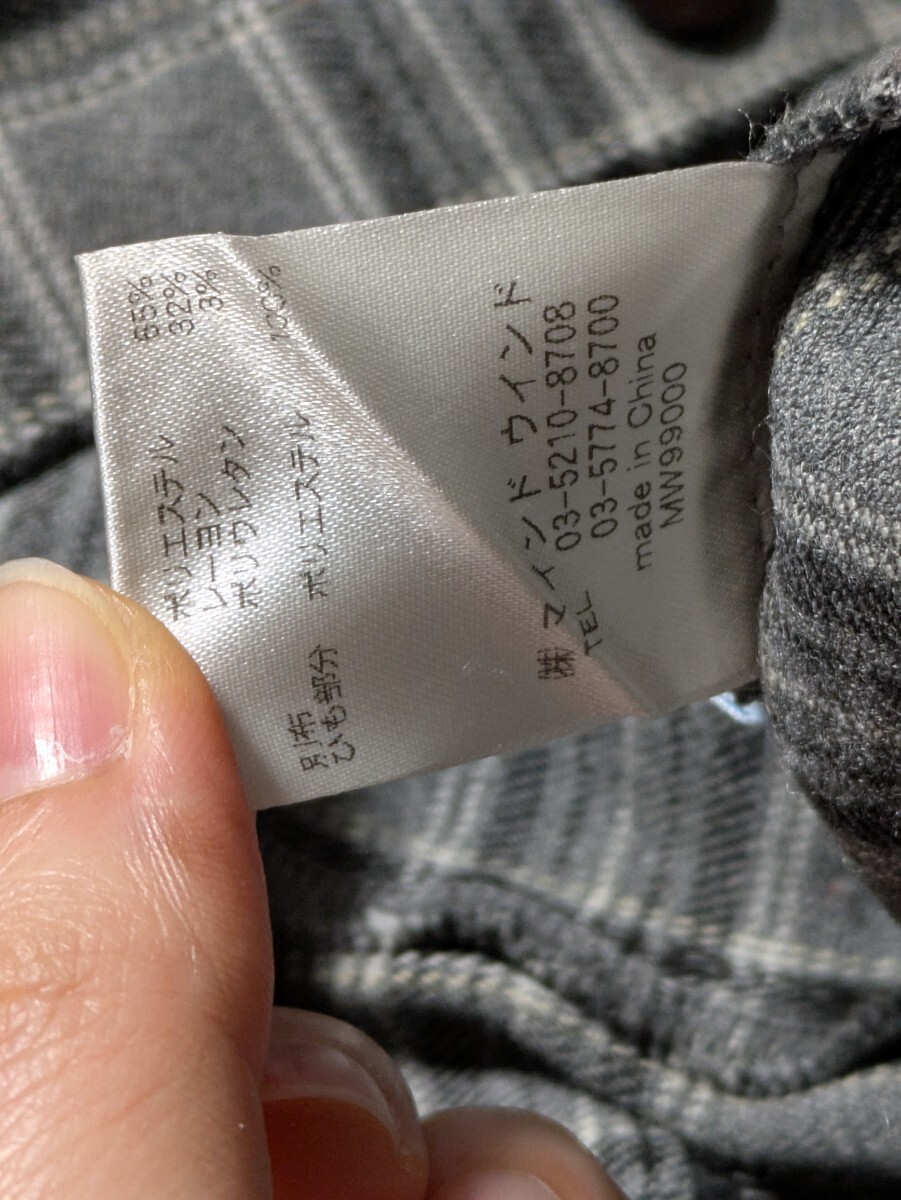 ポリエステル 65%
レーヨン 32%
ポリウレタン 3%
別布
ひも部分 ポリエステル 100%
㈱マインドウインド
TEL 03-5210-8708
03-5774-8700
made in China
MW99000